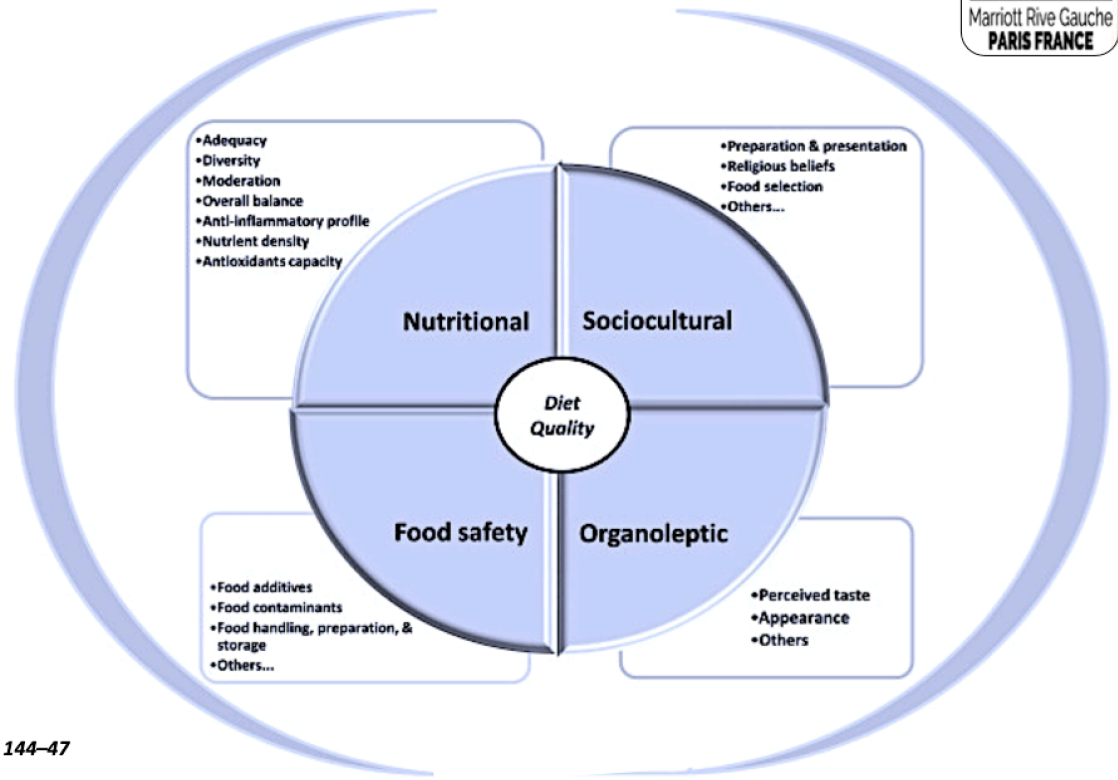 Marriott Rive Gauche
PARIS FRANCE
•Adequacy
•Diversity
•Moderation
•Overall balance
•Anti-inflammatory profile
•Nutrient density
•Antioxidants capacity
•Preparation & presentation
•Religious beliefs
•Food selection
•Others...
Nutritional
Sociocultural
Diet
Quality
Food safety
Organoleptic
•Food additives
•Food contaminants
•Food handling, preparation, &
storage
•Others...
•Perceived taste
•Appearance
•Others
144–47